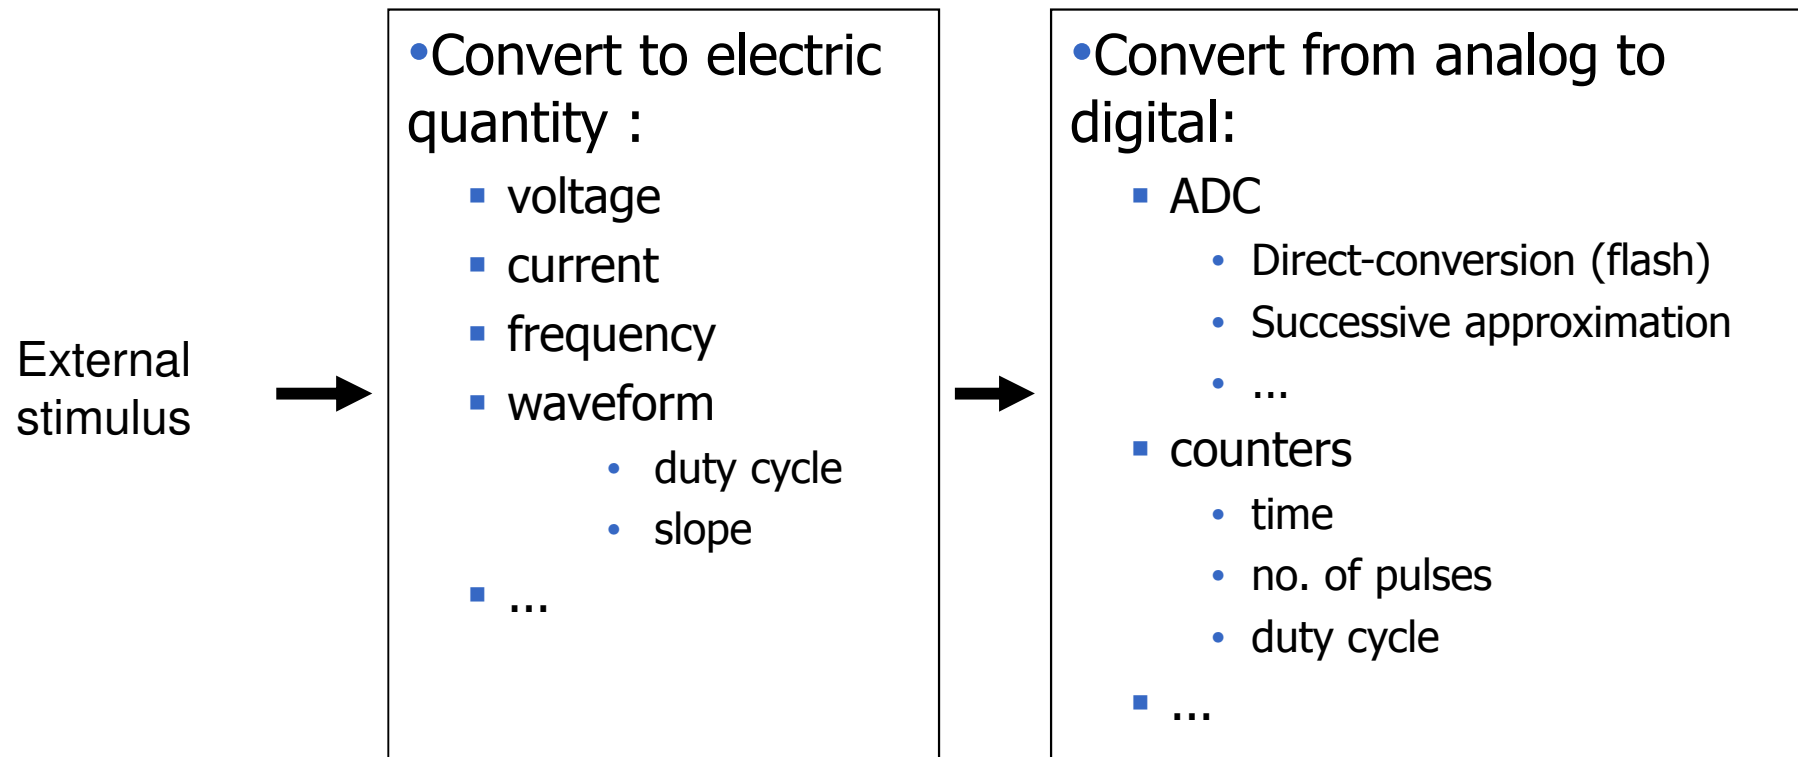 External
stimulus
•Convert to electric
quantity :
▪ voltage
▪ current
▪ frequency
▪ waveform
• duty cycle
• slope
▪ ...
•Convert from analog to
digital:
▪ ADC
• Direct-conversion (flash)
• Successive approximation
• ...
▪ counters
• time
• no. of pulses
• duty cycle
▪ ...